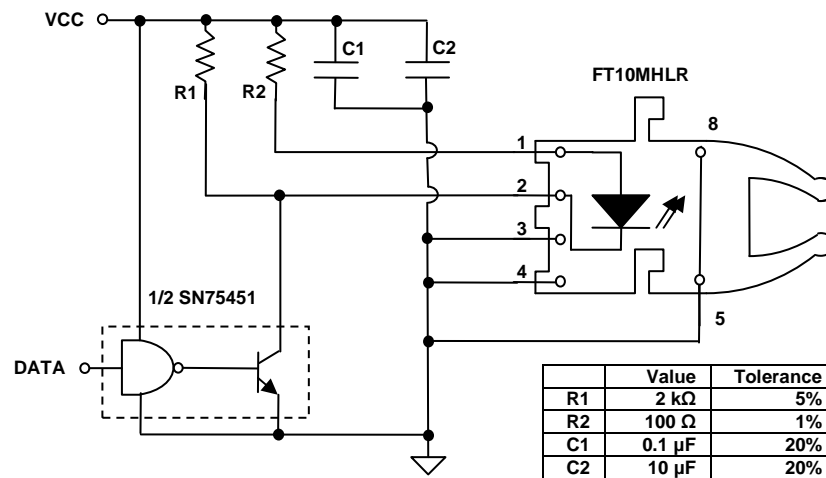 VCC
C1
C2
R1
R2
FT10MHLR
8
1
2
3
4
5
1/2 SN75451
DATA
Value Tolerance
R1 2 kΩ 5%
R2 100 Ω 1%
C1 0.1 µF 20%
C2 10 µF 20%